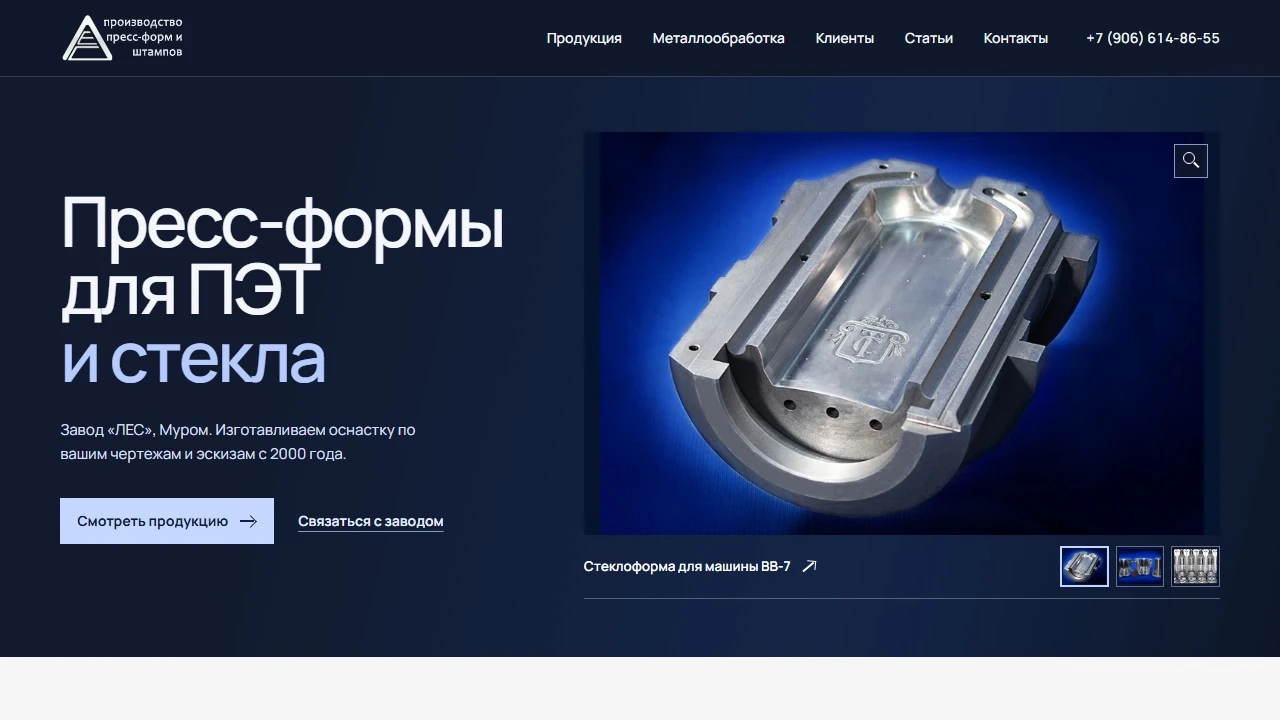 производство
пресс-форм и
штампов
Продукция
Металлообработка
Клиенты
Статьи
Контакты
+7 (906) 614-86-55
Пресс-формы
для ПЭТ
и стекла
Завод «ЛЕС», Муром. Изготавливаем оснастку по
вашим чертежам и эскизам с 2000 года.
Смотреть продукцию
Связаться с заводом
Стеклоформа для машины ВВ-7